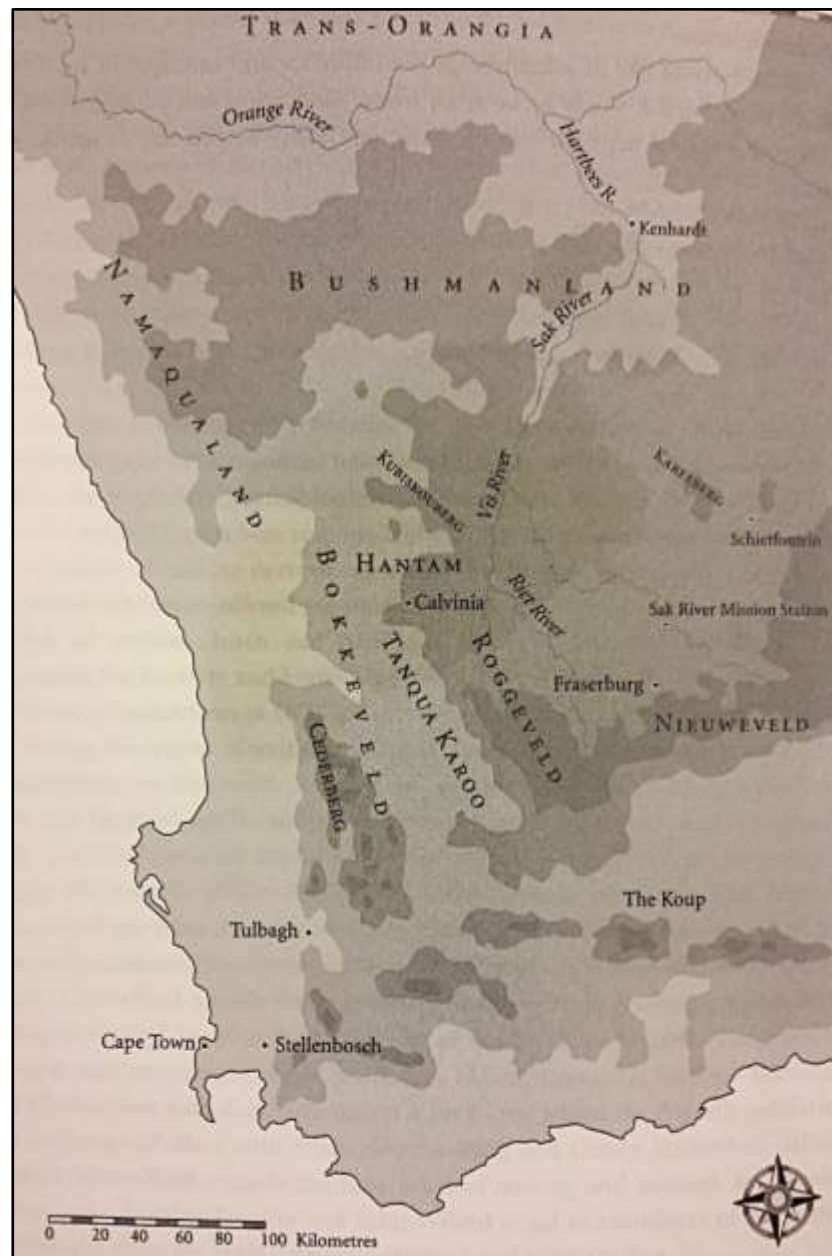 TRANS-ORANGIA
Orange River
Hartbees R.
Kenhardt
NAMAQUALAND
BUSHMANLAND
Sak River
KUBISKOUBERG
Vis River
KAREEBERG
Schietfontein
HANTAM
Calvinia
Riet River
Sak River Mission Station
BOKKEVELD
TANQUA KAROO
ROGGEVELD
Fraserburg
NIEUWEVELD
CEDERBERG
The Koup
Tulbagh
Cape Town
Stellenbosch
0 20 40 60 80 100 Kilometres